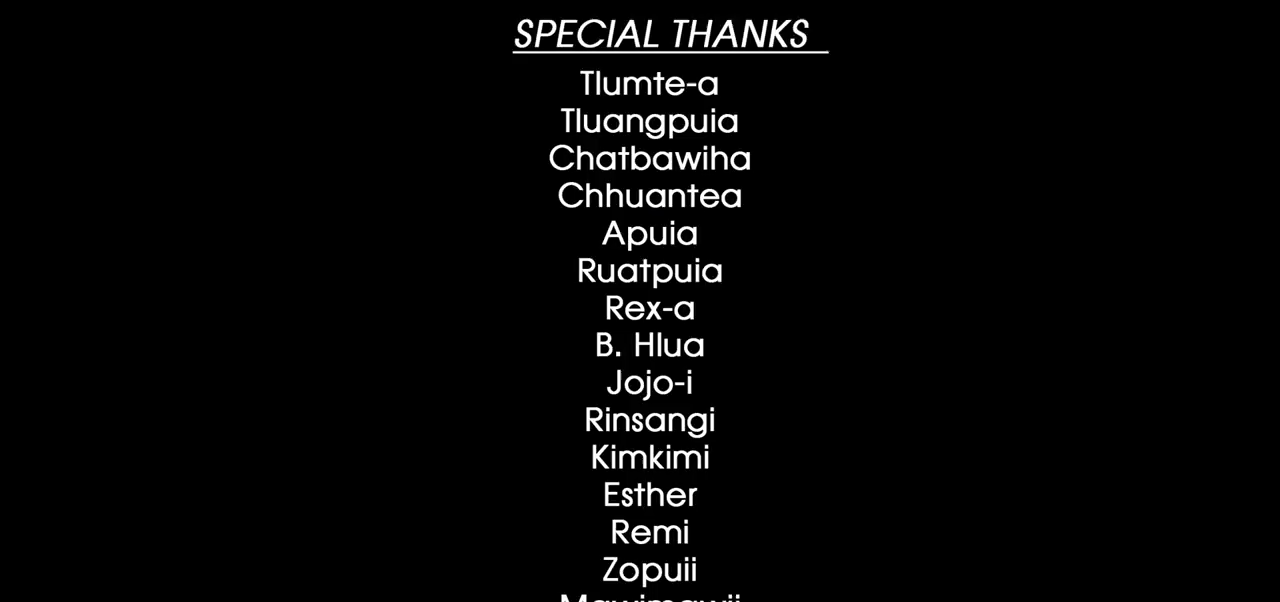 SPECIAL THANKS
Tlumte-a
Tluangpuia
Chatbawiha
Chhuantea
Apuia
Ruatpuia
Rex-a
B. Hlua
Jojo-i
Rinsangi
Kimkimi
Esther
Remi
Zopuii